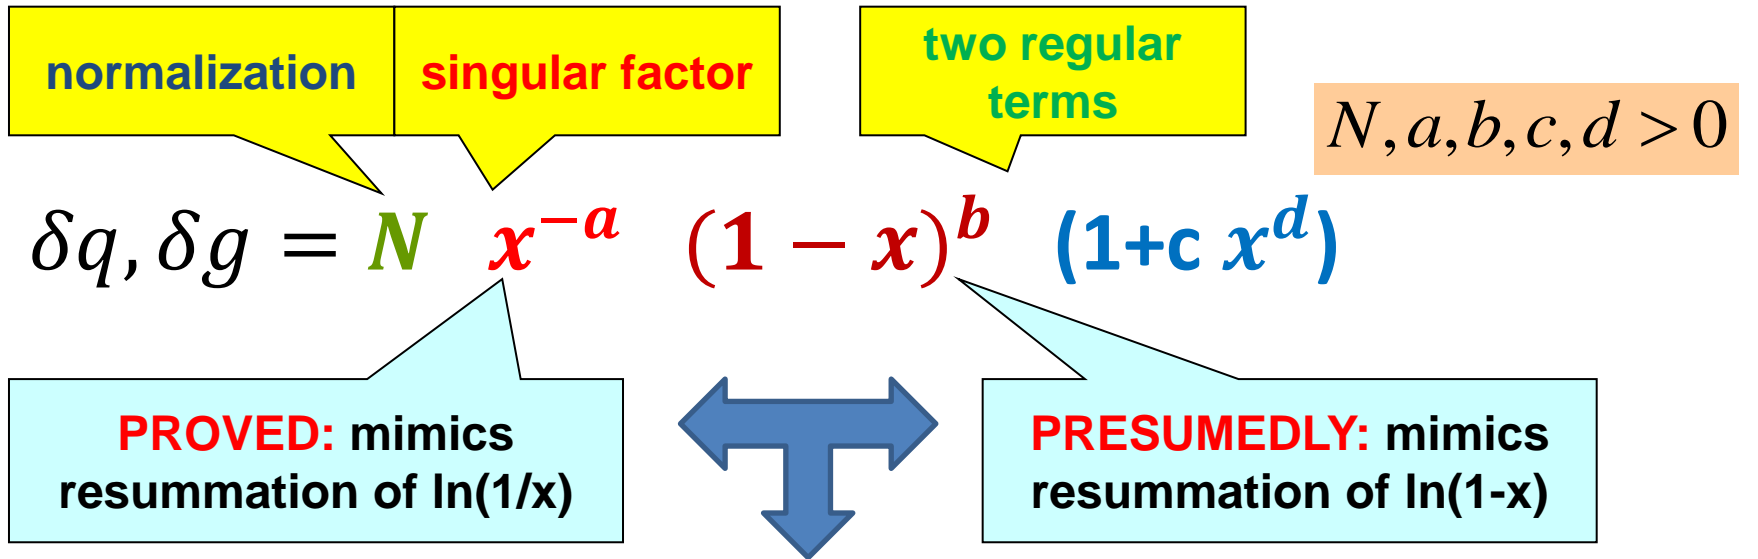 normalization
singular factor
two regular
terms
N,a,b,c,d > 0
δq, δg = N x^{-a} (1 − x)^b (1+c x^d)
PROVED: mimics
resummation of ln(1/x)
PRESUMEDLY: mimics
resummation of ln(1-x)